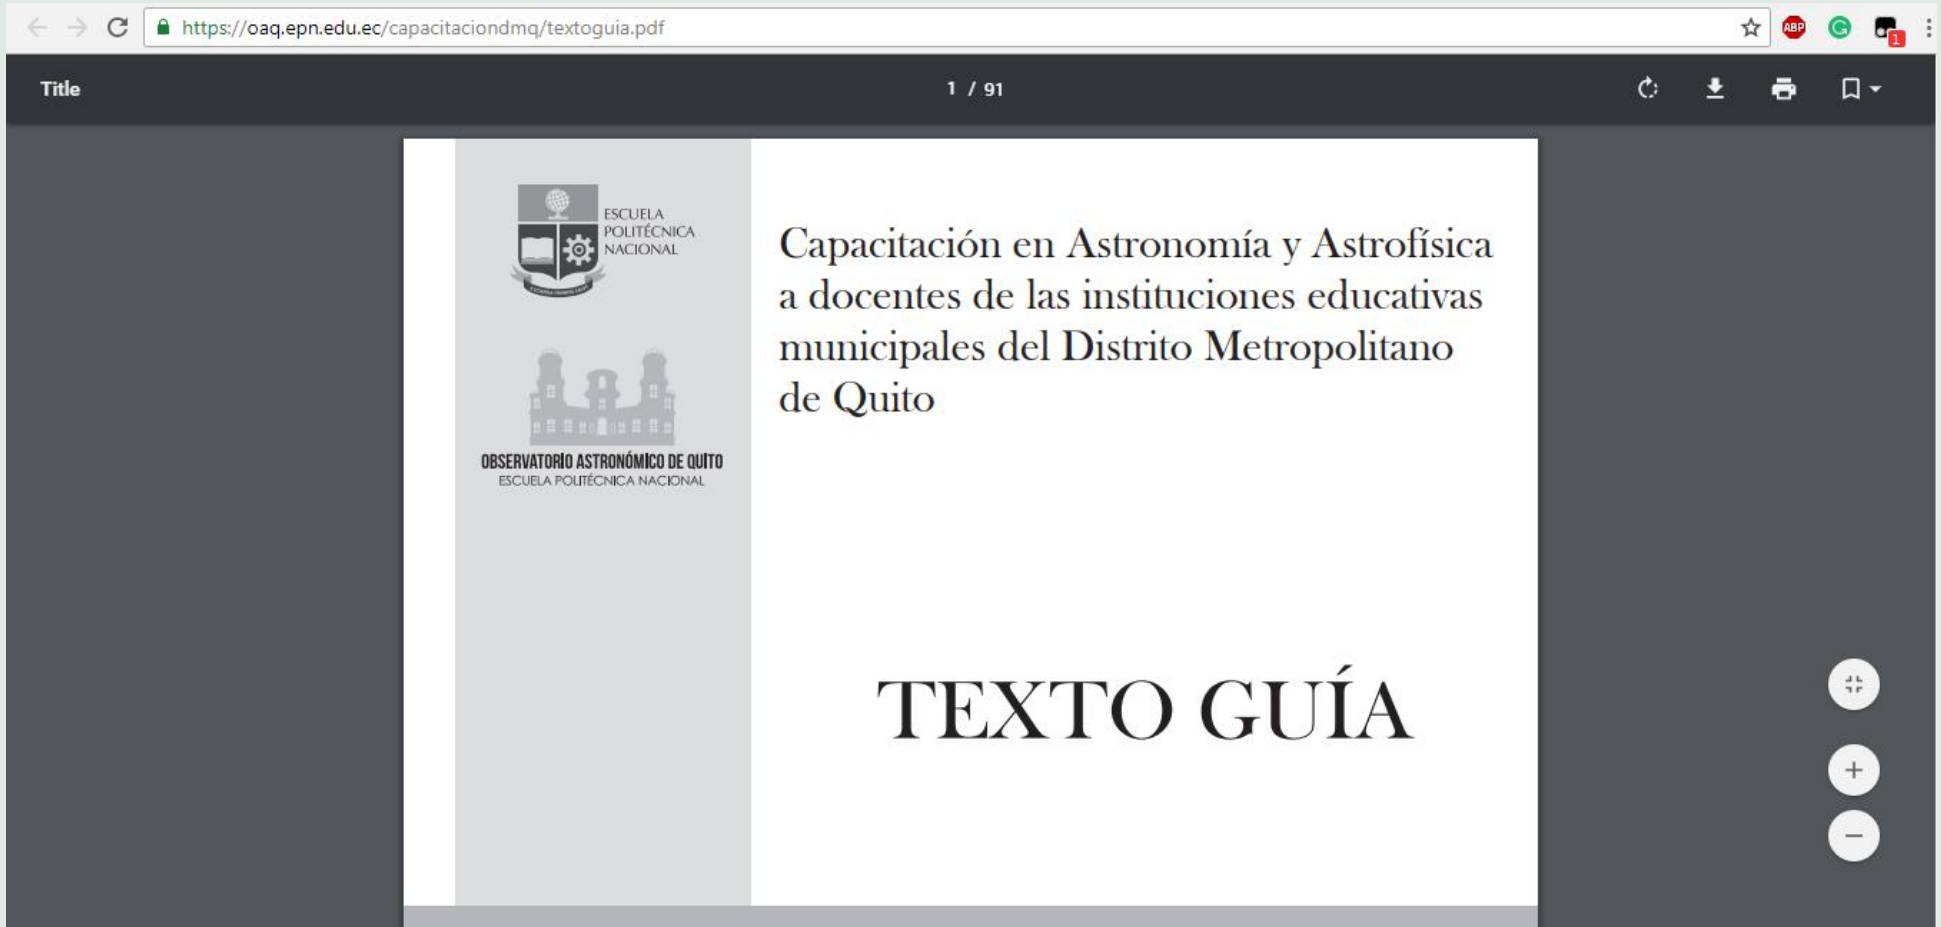 https://oaq.epn.edu.ec/capacitaciondmq/textoguia.pdf
ABP
G
1
Title
1 / 91
ESCUELA
POLITÉCNICA
NACIONAL
Capacitación en Astronomía y Astrofísica
a docentes de las instituciones educativas
municipales del Distrito Metropolitano
de Quito
OBSERVATORIO ASTRONÓMICO DE QUITO
ESCUELA POLITÉCNICA NACIONAL
TEXTO GUÍA